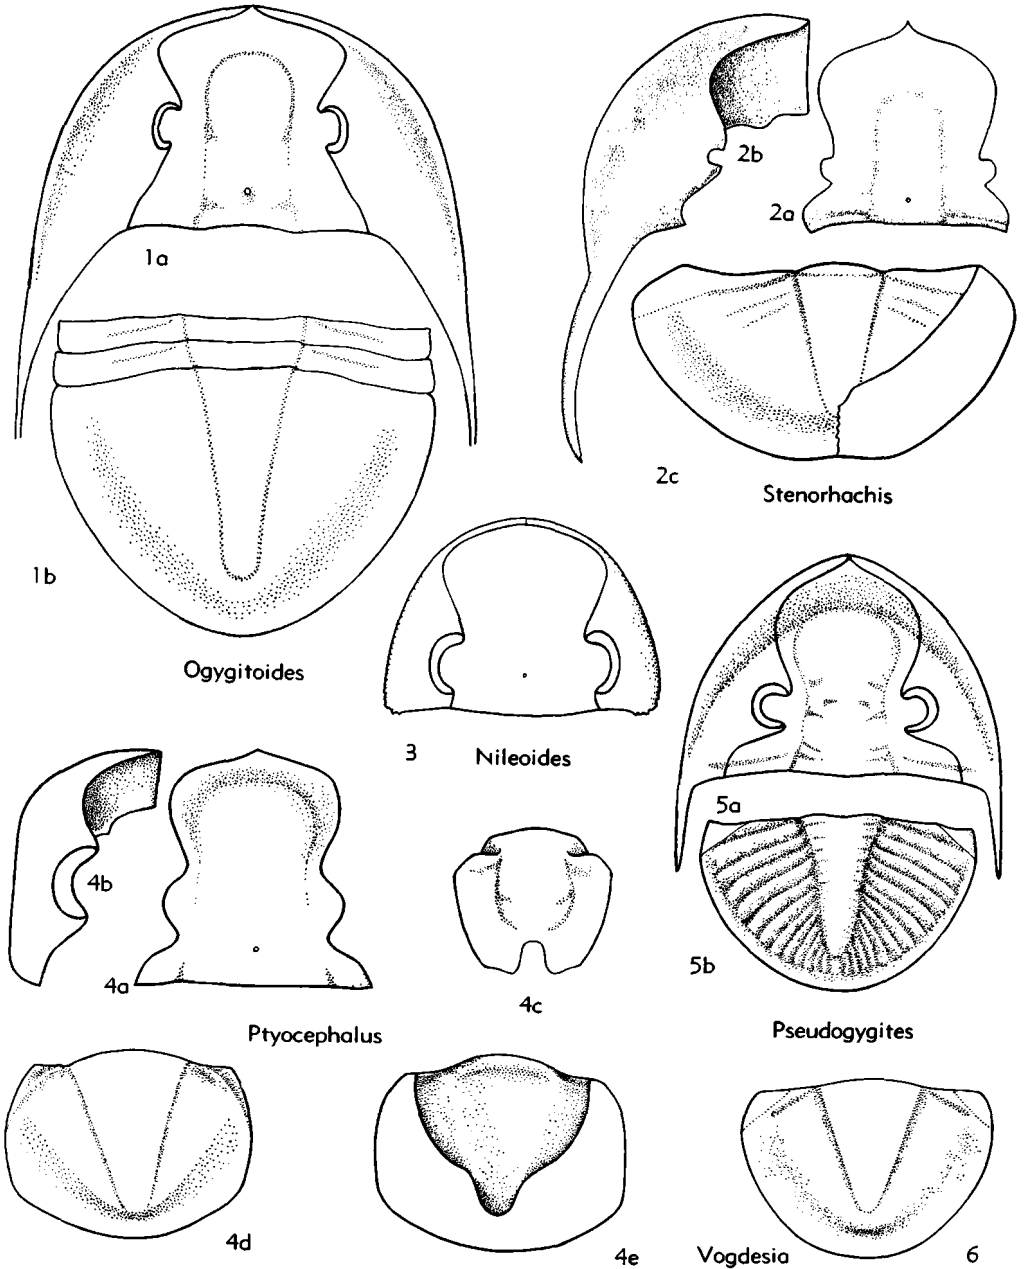 1a
1b
Ogygitoides
2b
2a
2c
Stenorhachis
3
Nileoides
5a
5b
Pseudogygites
4b
4a
4c
Ptyocephalus
4d
4e
Vogdesia
6